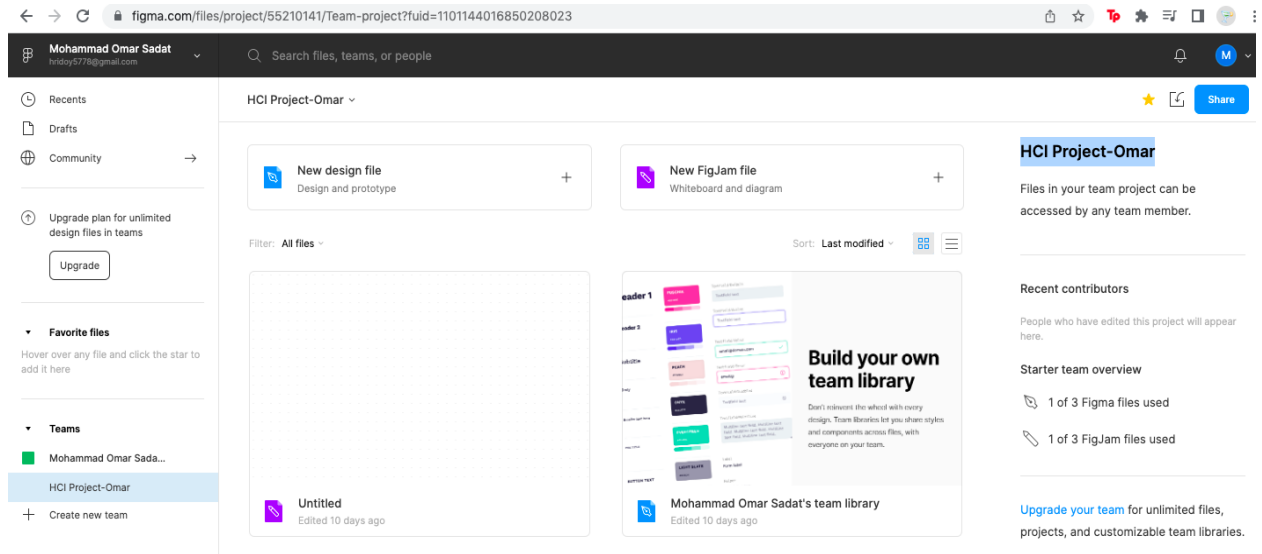 figma.com/files/project/55210141/Team-project?fuid=1101144016850208023
Mohammad Omar Sadat
hridoy5778@gmail.com
Search files, teams, or people
M
Recents
Drafts
Community
Upgrade plan for unlimited
design files in teams
Upgrade
Favorite files
Hover over any file and click the star to
add it here
Teams
Mohammad Omar Sada...
HCI Project-Omar
Create new team
HCI Project-Omar
Share
New design file
Design and prototype
New FigJam file
Whiteboard and diagram
Filter: All files
Sort: Last modified
Untitled
Edited 10 days ago
eader 1
Build your own
team library
Don't reinvent the wheel with every
design. Team libraries let you share styles
and components across files, with
everyone on your team.
Mohammad Omar Sadat's team library
Edited 10 days ago
HCI Project-Omar
Files in your team project can be
accessed by any team member.
Recent contributors
People who have edited this project will appear
here.
Starter team overview
1 of 3 Figma files used
1 of 3 FigJam files used
Upgrade your team for unlimited files,
projects, and customizable team libraries.